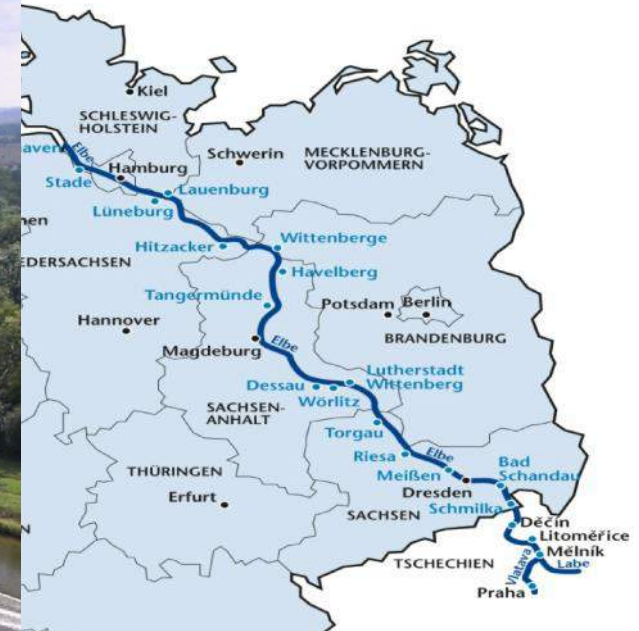 Kiel
SCHLESWIG-
HOLSTEIN
MECKLENBURG-
VORPOMMERN
Schwerin
Elbe
Hamburg
Stade
Lauenburg
Lüneburg
Hitzacker
Wittenberge
Havelberg
Tangermünde
Potsdam
Berlin
BRANDENBURG
Hannover
Magdeburg
Elbe
Dessau
Wörlitz
Lutherstadt
Wittenberg
SACHSEN-
ANHALT
Torgau
Riesa
Elbe
Meißen
Bad
Schandau
Dresden
THÜRINGEN
Erfurt
SACHSEN
Schmilka
Děčín
Litoměřice
Mělník
TSCHECHIEN
Vlatava
Labe
Praha